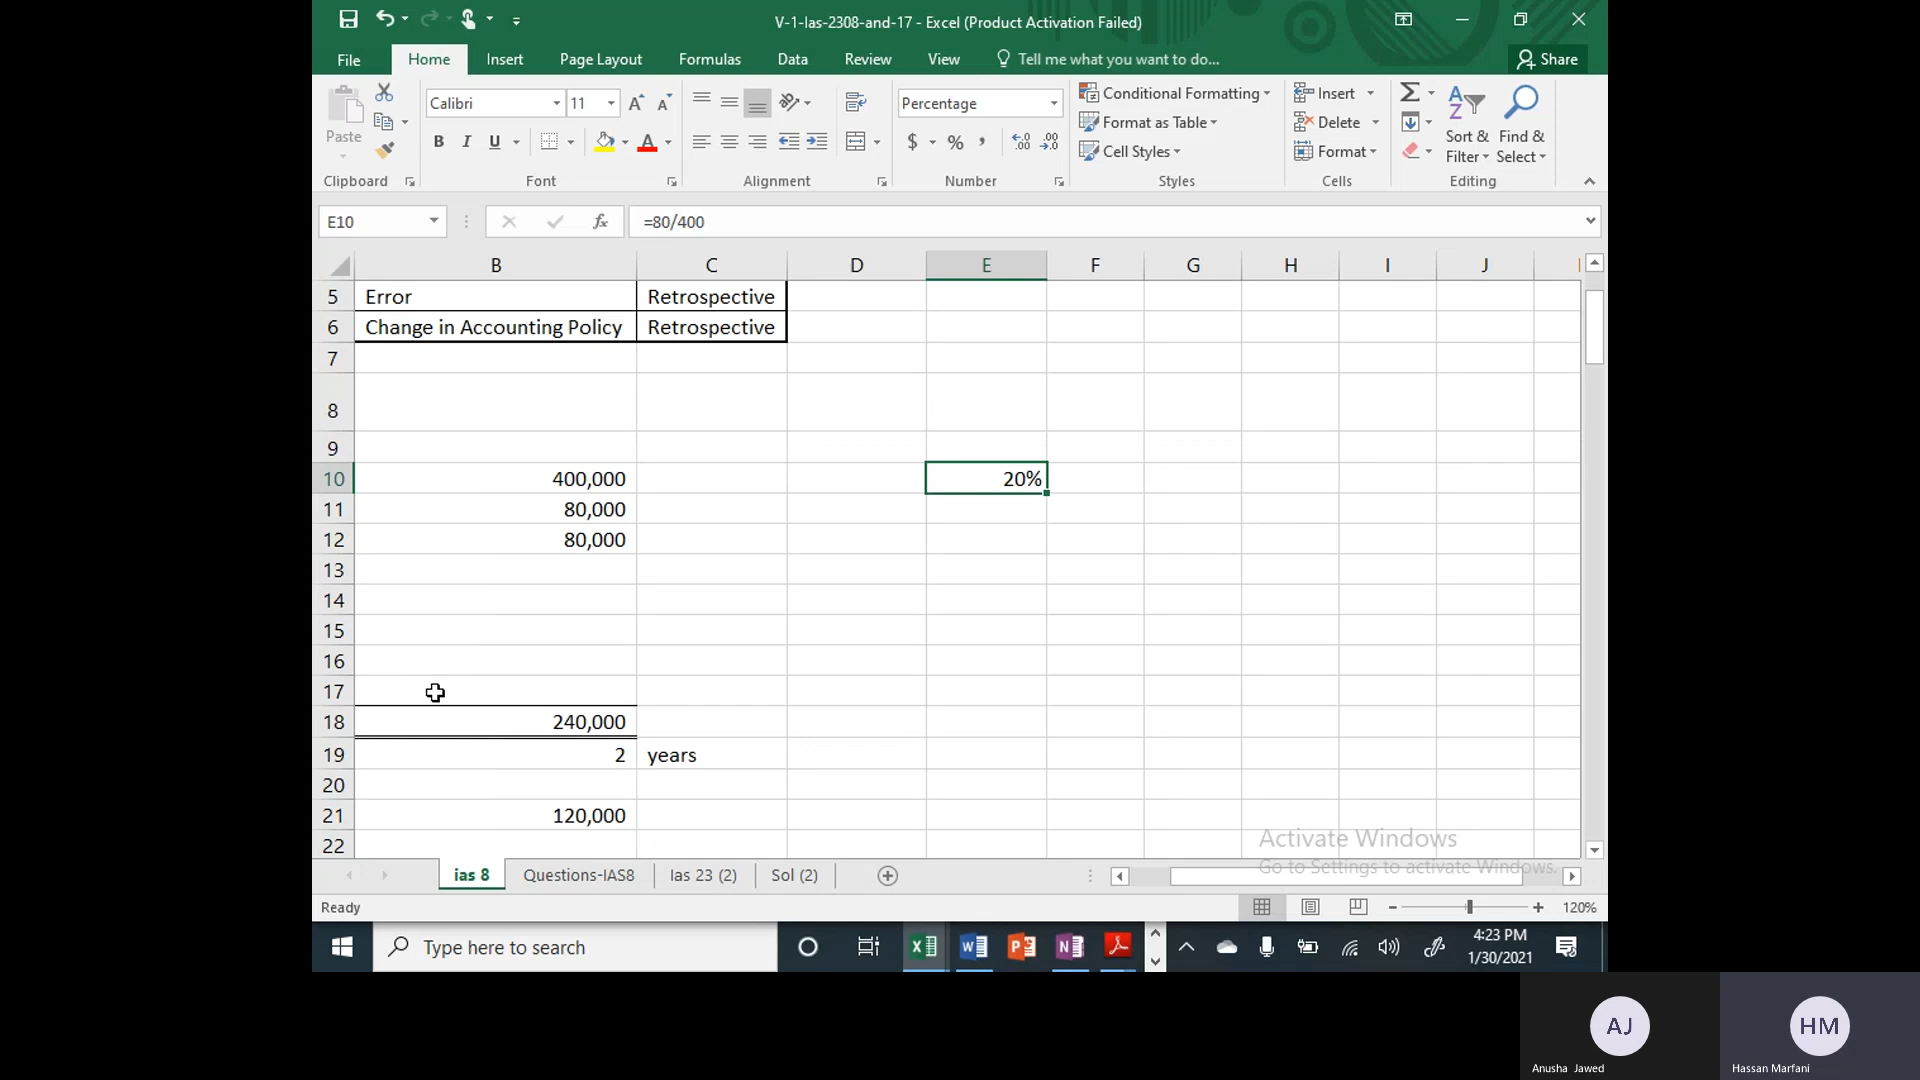 V-1-Ias-2308-and-17 - Excel (Product Activation Failed)
File Home Insert Page Layout Formulas Data Review View Tell me what you want to do... Share
Paste
Calibri 11
B I U A
Percentage
$ % ,
Conditional Formatting
Format as Table
Cell Styles
Insert
Delete
Format
Sort & Filter
Find & Select
Clipboard Font Alignment Number Styles Cells Editing
E10 fx =80/400
B C D E F G H I J
5 Error Retrospective
6 Change in Accounting Policy Retrospective
7
8
9
10 400,000 20%
11 80,000
12 80,000
13
14
15
16
17
18 240,000
19 2 years
20
21 120,000
22
Activate Windows
Go to Settings to activate Windows.
ias 8 Questions-IAS8 Ias 23 (2) Sol (2)
Ready 120%
Type here to search
4:23 PM
1/30/2021
AJ HM
Anusha Jawed Hassan Marfani